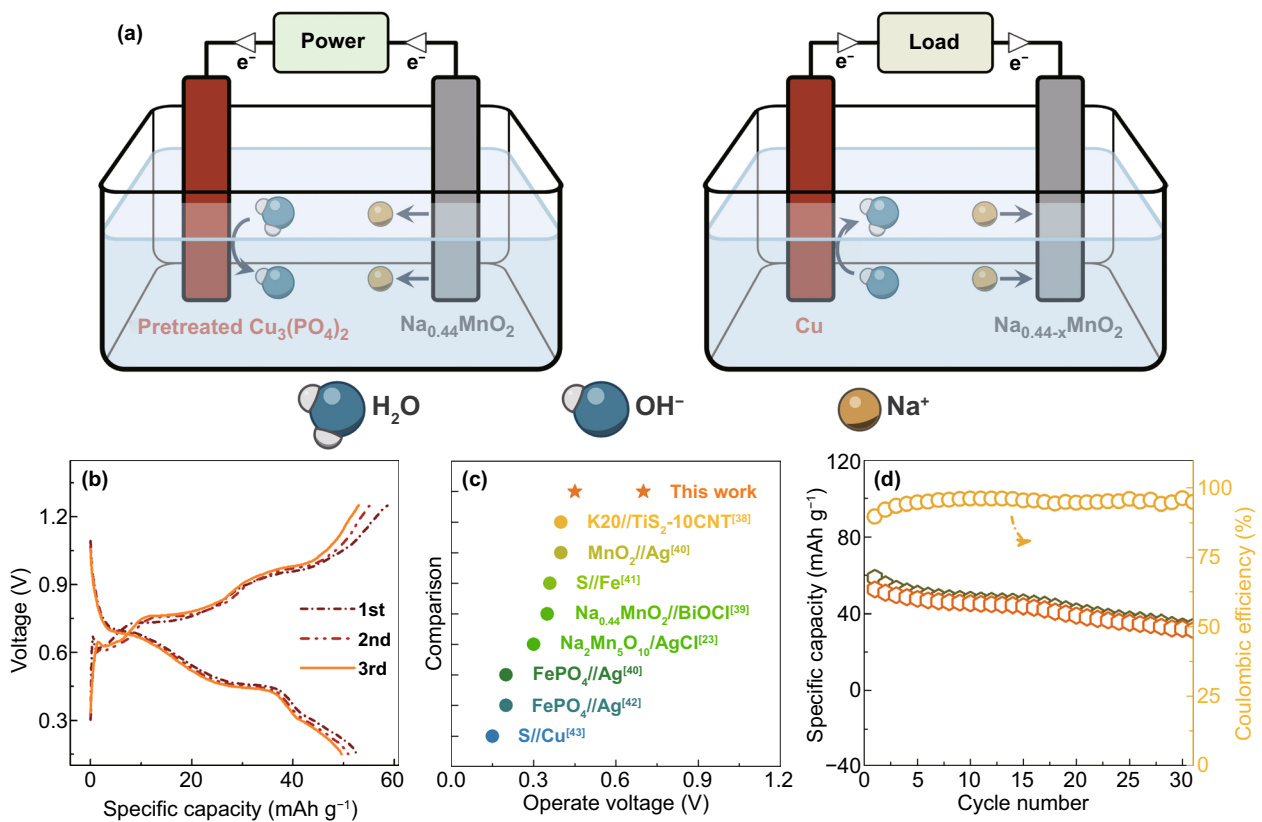 (a)
Power
e⁻
e⁻
Pretreated Cu₃(PO₄)₂
Na₀.₄₄MnO₂
Load
e⁻
e⁻
Cu
Na₀.₄₄₋ₓMnO₂
H₂O
OH⁻
Na⁺
(b)
1.2
0.9
0.6
0.3
Voltage (V)
1st
2nd
3rd
0
20
40
60
Specific capacity (mAh g⁻¹)
(c)
Comparison
This work
K20//TiS₂-10CNT[38]
MnO₂//Ag[40]
S//Fe[41]
Na₀.₄₄MnO₂//BiOCl[39]
Na₂Mn₅O₁₀/AgCl[23]
FePO₄//Ag[40]
FePO₄//Ag[42]
S//Cu[43]
0.0
0.3
0.6
0.9
1.2
Operate voltage (V)
(d)
120
80
40
0
−40
Specific capacity (mAh g⁻¹)
100
75
50
25
0
Coulombic efficiency (%)
0
10
20
30
Cycle number